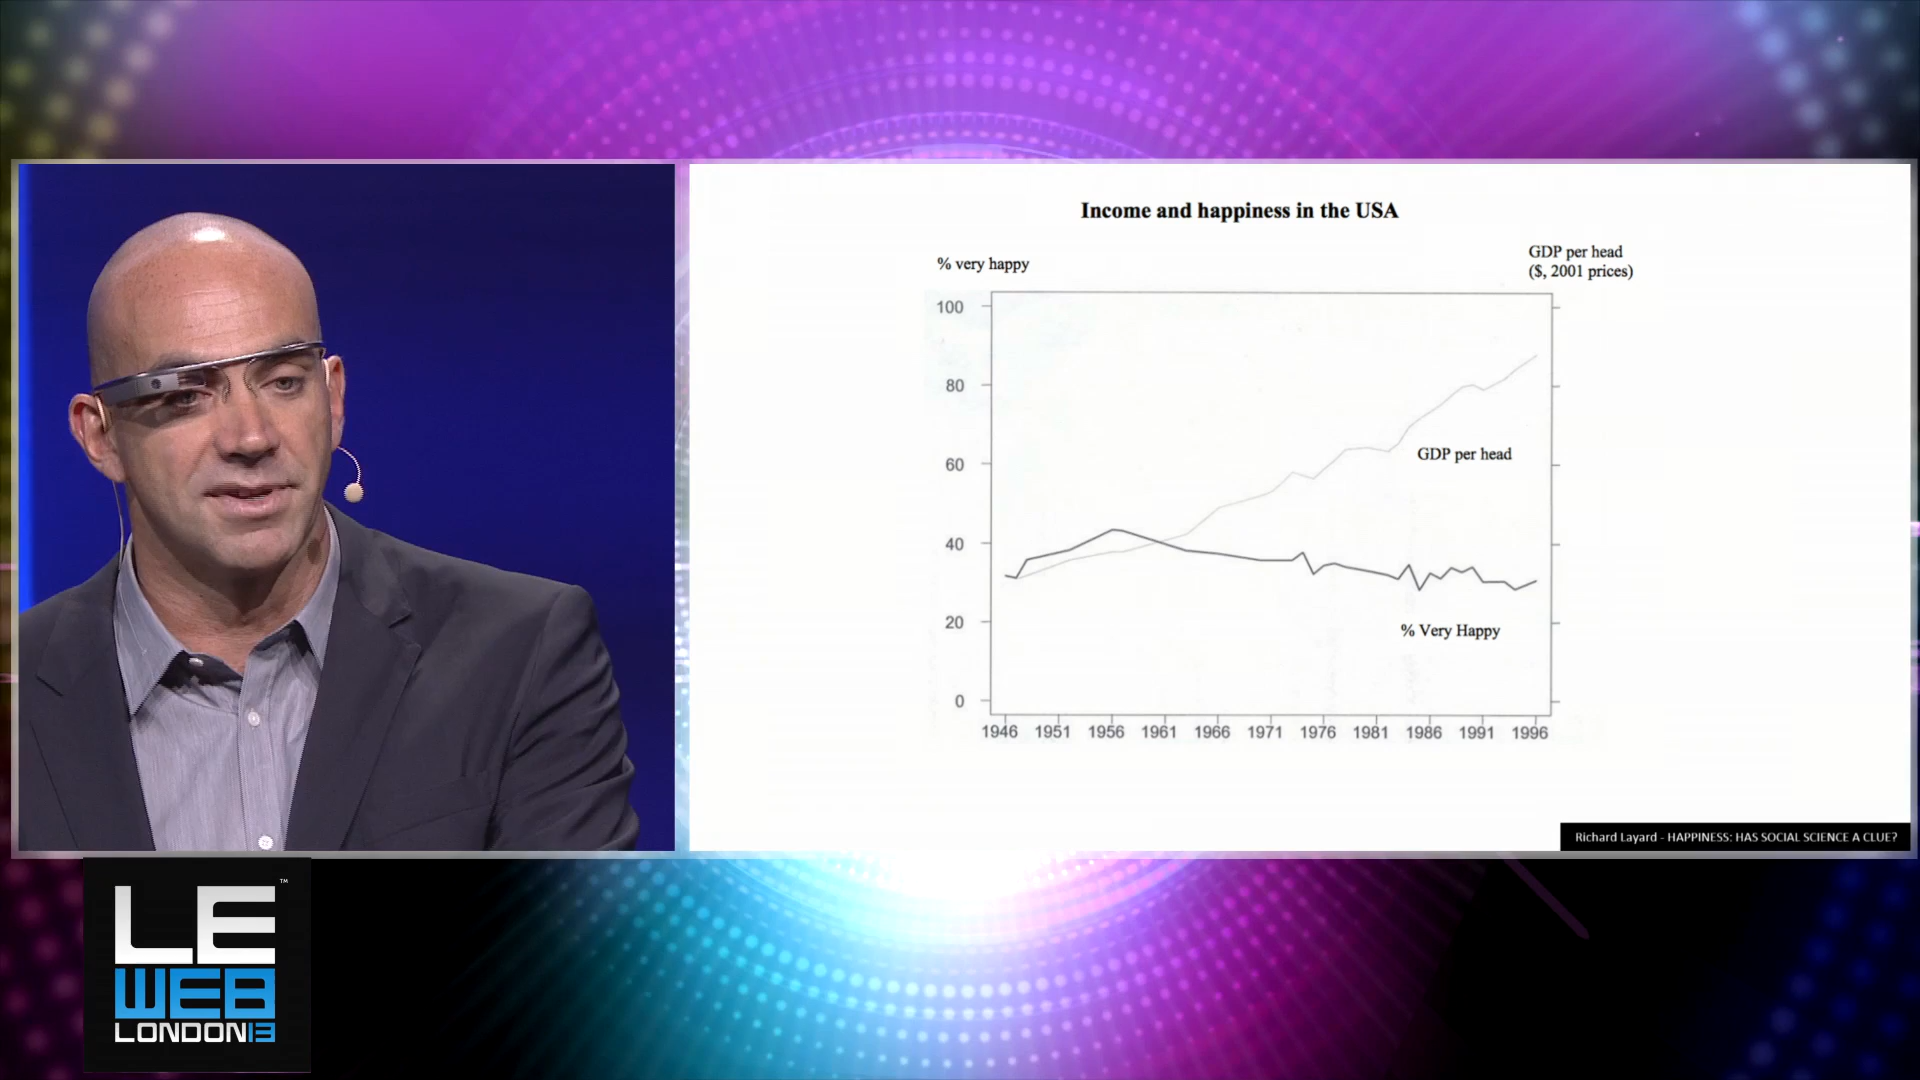 Income and happiness in the USA
% very happy
GDP per head
($, 2001 prices)
100
80
60
40
20
0
GDP per head
% Very Happy
1946 1951 1956 1961 1966 1971 1976 1981 1986 1991 1996
Richard Layard - HAPPINESS: HAS SOCIAL SCIENCE A CLUE?
LE™
WEB
LONDON13